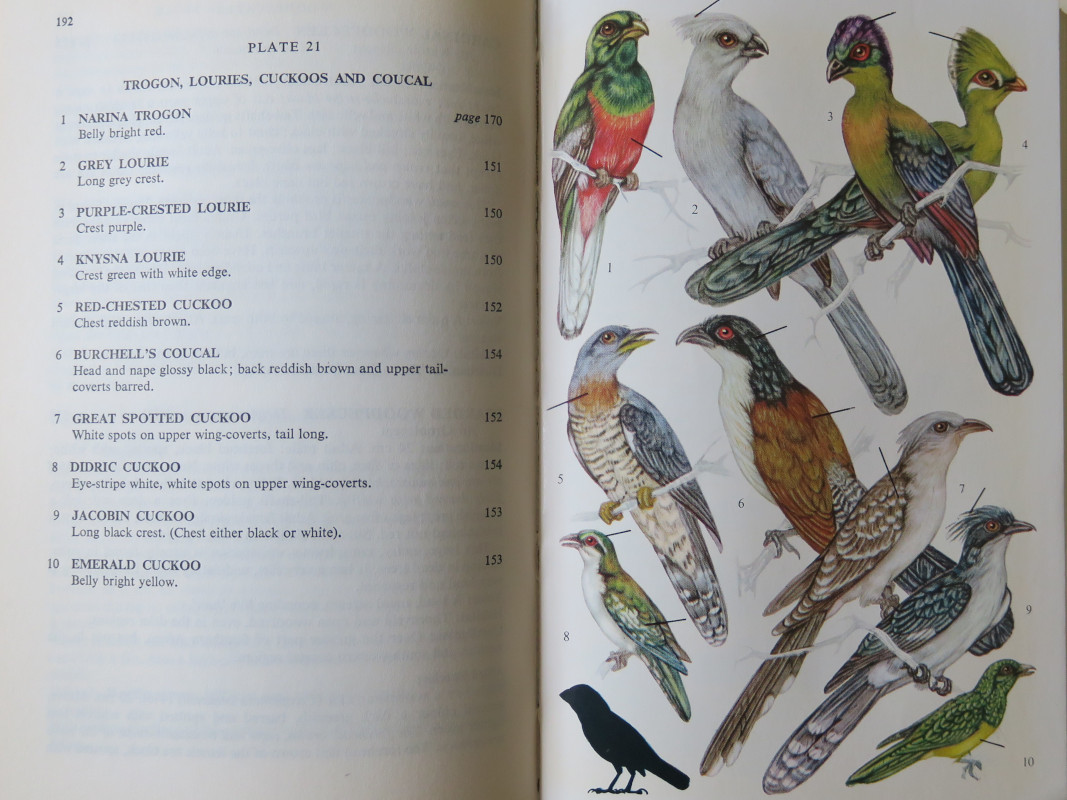 192
PLATE 21
TROGON, LOURIES, CUCKOOS AND COUCAL
1 NARINA TROGON page 170
Belly bright red.
2 GREY LOURIE 151
Long grey crest.
3 PURPLE-CRESTED LOURIE 150
Crest purple.
4 KNYSNA LOURIE 150
Crest green with white edge.
5 RED-CHESTED CUCKOO 152
Chest reddish brown.
6 BURCHELL'S COUCAL 154
Head and nape glossy black; back reddish brown and upper tail-
coverts barred.
7 GREAT SPOTTED CUCKOO 152
White spots on upper wing-coverts, tail long.
8 DIDRIC CUCKOO 154
Eye-stripe white, white spots on upper wing-coverts.
9 JACOBIN CUCKOO 153
Long black crest. (Chest either black or white).
10 EMERALD CUCKOO 153
Belly bright yellow.
1
2
3
4
5
6
7
8
9
10